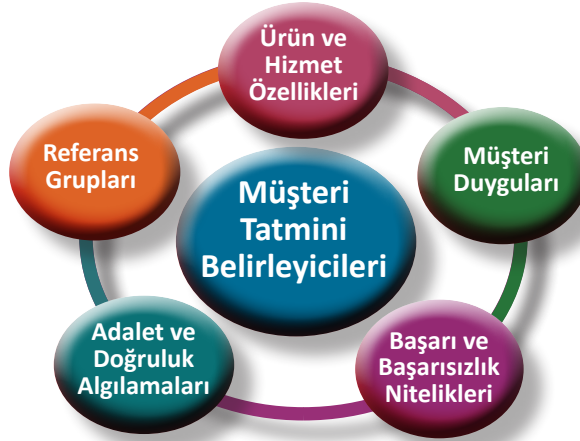 Ürün ve
Hizmet
Özellikleri
Müşteri
Duyguları
Başarı ve
Başarısızlık
Nitelikleri
Adalet ve
Doğruluk
Algılamaları
Referans
Grupları
Müşteri
Tatmini
Belirleyicileri